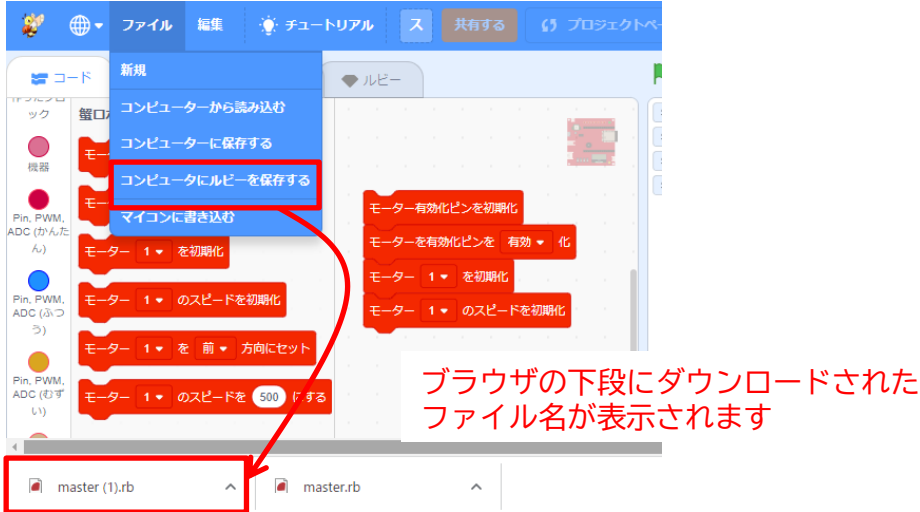 ファイル 編集 チュートリアル ス 共有する プロジェクトペー
コード ルビー
新規
コンピューターから読み込む
コンピューターに保存する
コンピュータにルビーを保存する
マイコンに書き込む
ック
機器
Pin, PWM,
ADC (かんた
ん)
Pin, PWM,
ADC (ふつ
う)
Pin, PWM,
ADC (むず
い)
蟹ロボ
モー
モー
モーター 1 を初期化
モーター 1 のスピードを初期化
モーター 1 を 前 方向にセット
モーター 1 のスピードを 500 にする
モーター有効化ピンを初期化
モーターを有効化ピンを 有効 化
モーター 1 を初期化
モーター 1 のスピードを初期化
ブラウザの下段にダウンロードされた
ファイル名が表示されます
master (1).rb master.rb